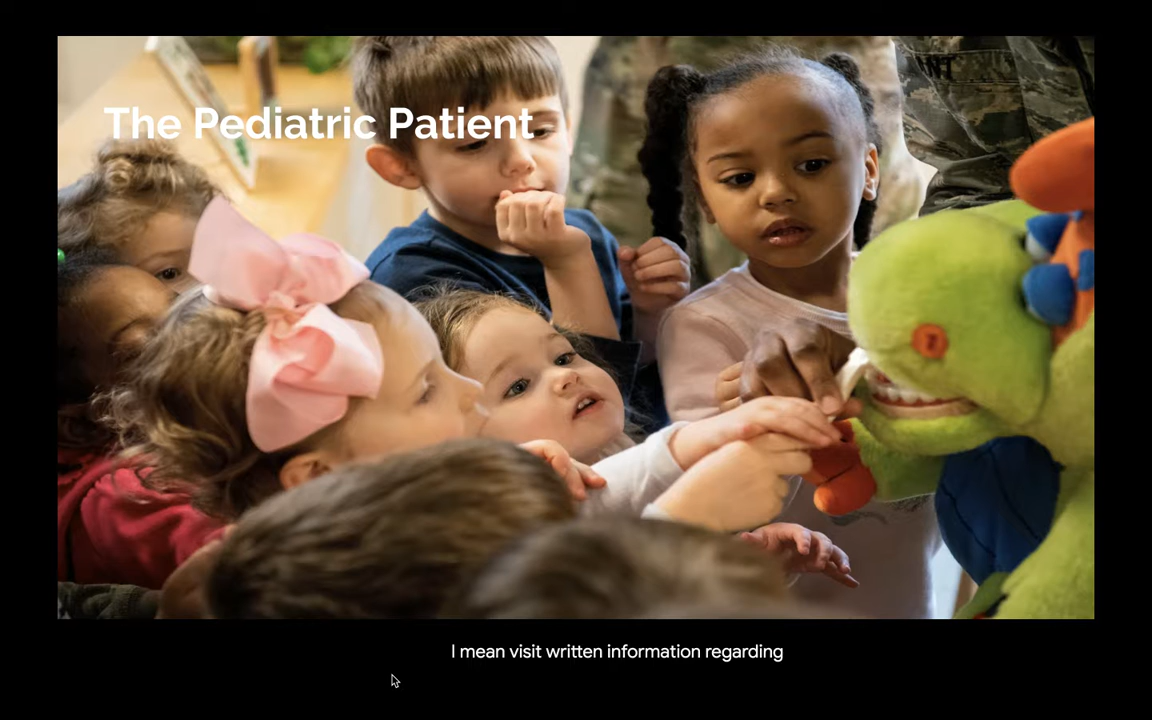 The Pediatric Patient
I mean visit written information regarding